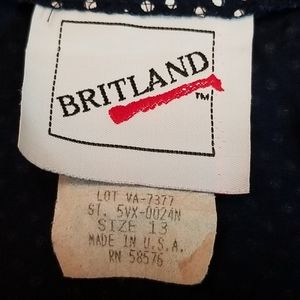 BRITLAND
TM
LOT VA-7377
ST. 5VX-0024N
SIZE 13
MADE IN U.S.A.
RN 58576